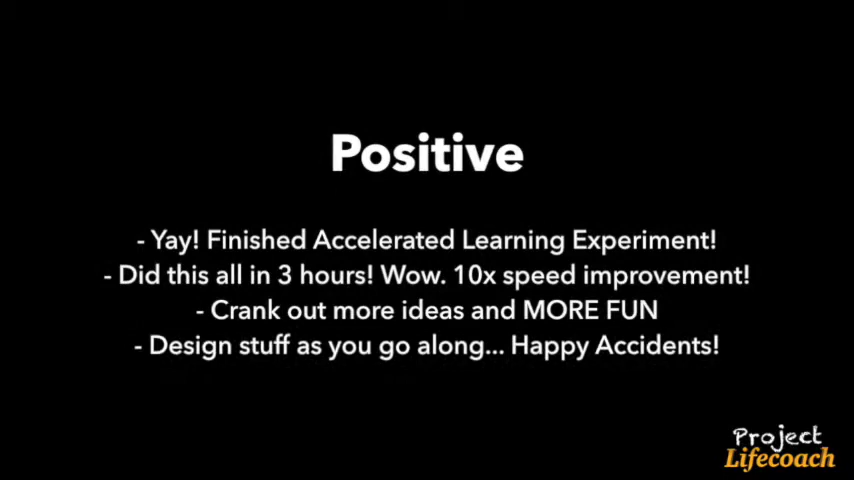 Positive
- Yay! Finished Accelerated Learning Experiment!
- Did this all in 3 hours! Wow. 10x speed improvement!
- Crank out more ideas and MORE FUN
- Design stuff as you go along... Happy Accidents!
Project
Lifecoach